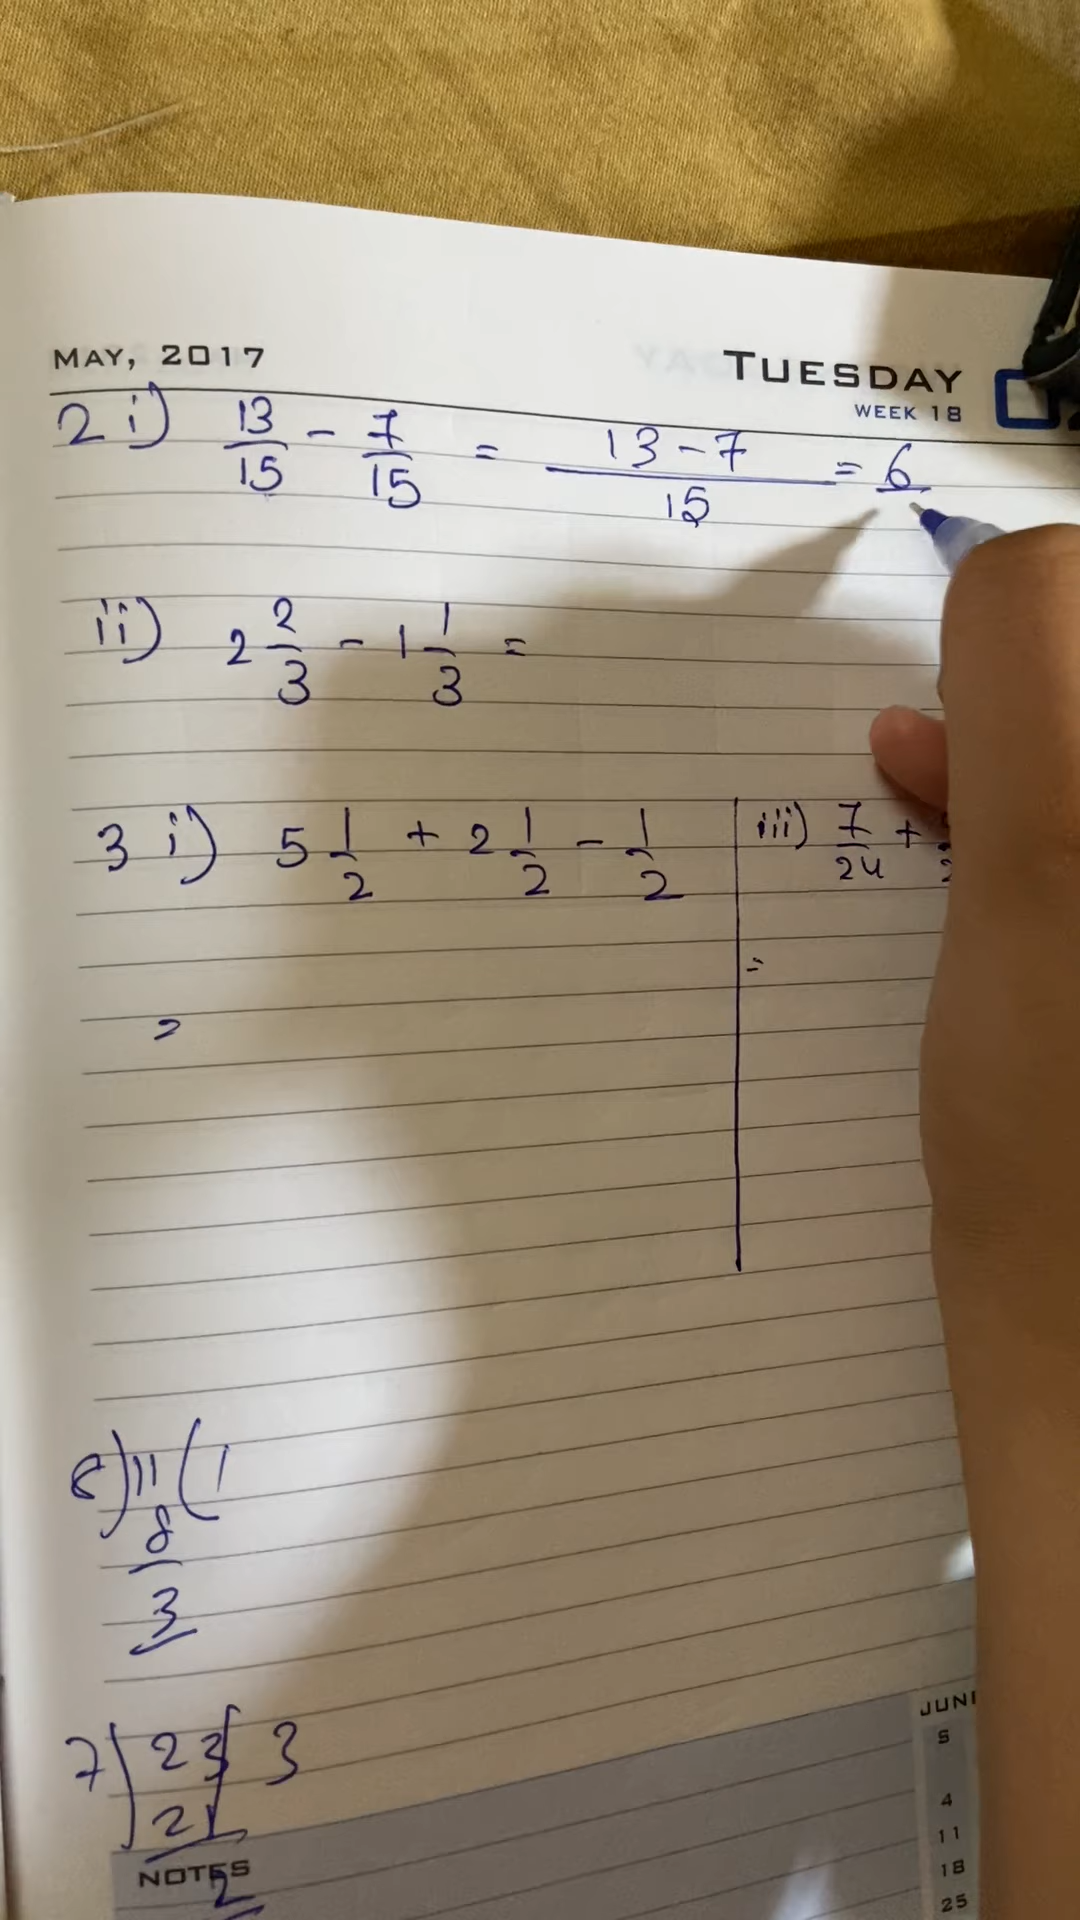 MAY, 2017
TUESDAY
WEEK 18
2 i) 13/15 - 7/15 = 13-7/15 = 6
ii) 2 2/3 - 1 1/3 =
3 i) 5 1/2 + 2 1/2 - 1/2
=
iii) 7/24 +
=
8)11(1
8
3
7)23(3
21
2
NOTES
5
4
11
18
25